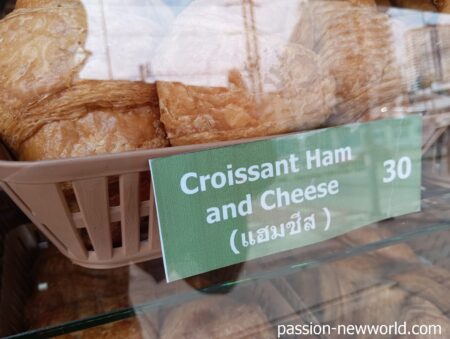 Croissant Ham
and Cheese 30
(แฮมชีส )
passion-newworld.com